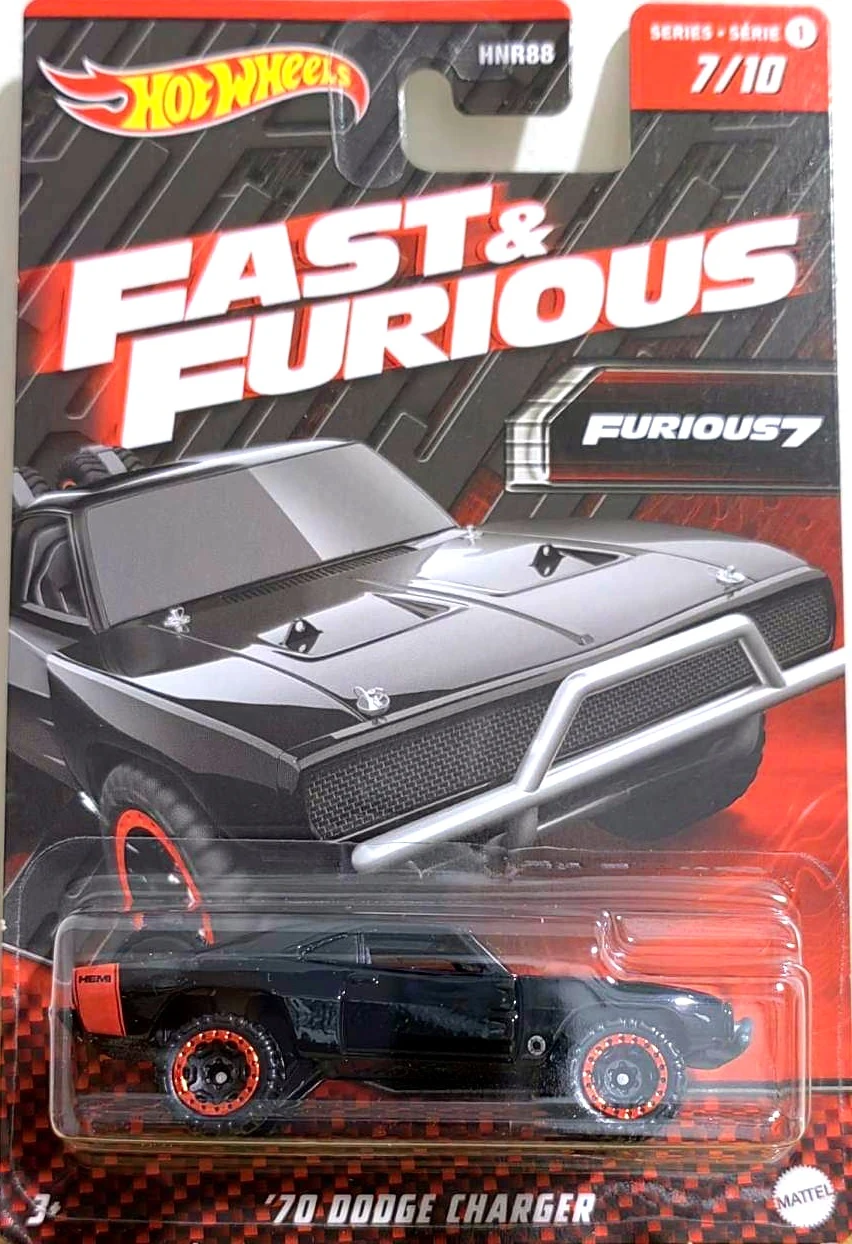 HOT WHEELS
HNR88
SERIES • SÉRIE 1
7/10
FAST &
FURIOUS
FURIOUS7
HEMI
3+
'70 DODGE CHARGER
MATTEL